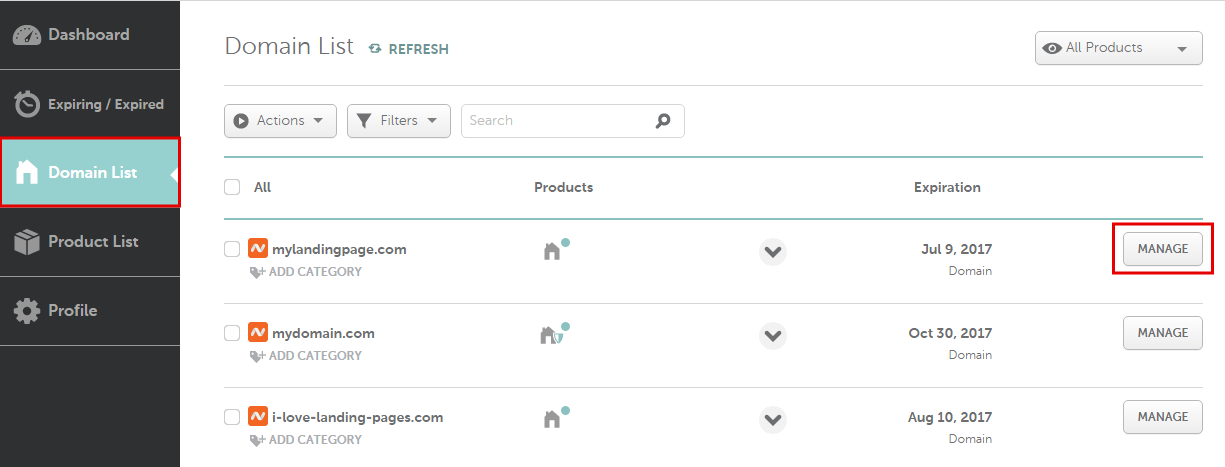 Dashboard
Expiring / Expired
Domain List
Product List
Profile
Domain List REFRESH
All Products
Actions Filters Search
All Products Expiration
mylandingpage.com Jul 9, 2017 MANAGE
ADD CATEGORY Domain
mydomain.com Oct 30, 2017 MANAGE
ADD CATEGORY Domain
i-love-landing-pages.com Aug 10, 2017 MANAGE
ADD CATEGORY Domain